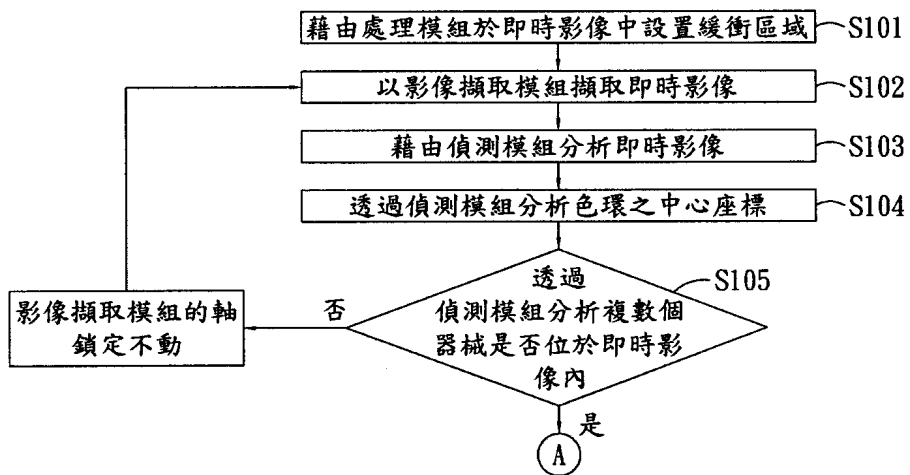 藉由處理模組於即時影像中設置緩衝區域
S101
以影像擷取模組擷取即時影像
S102
藉由偵測模組分析即時影像
S103
透過偵測模組分析色環之中心座標
S104
透過
偵測模組分析複數個
器械是否位於即時影
像內
S105
否
影像擷取模組的軸
鎖定不動
是
A